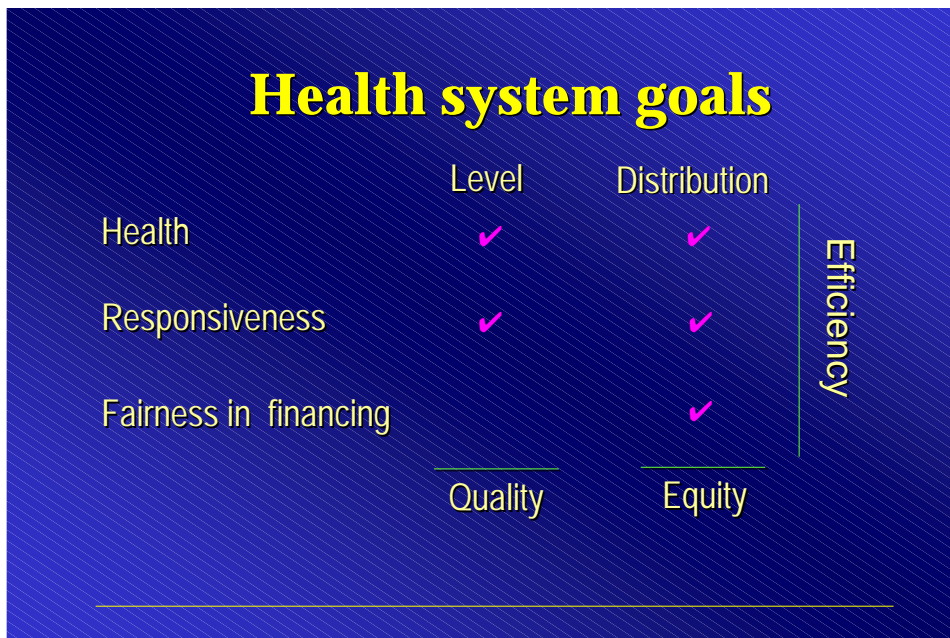 Health system goals
Level Distribution
Health ✔ ✔
Responsiveness ✔ ✔
Fairness in financing ✔
Quality Equity
Efficiency